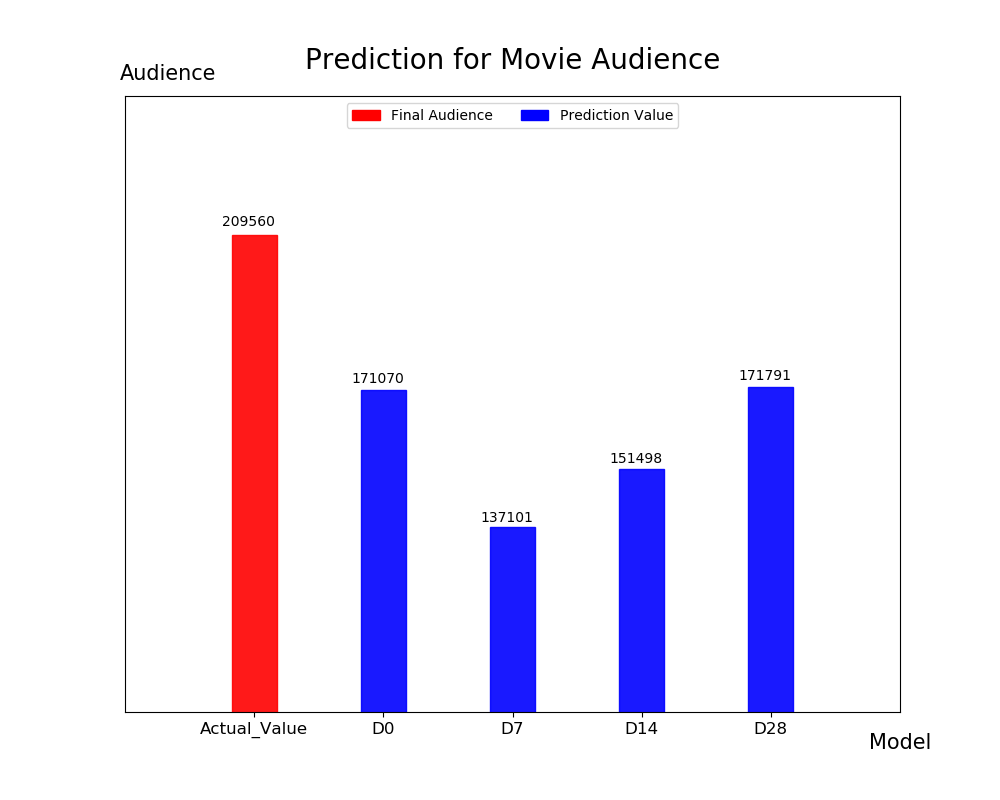 Prediction for Movie Audience
Audience
Final Audience Prediction Value
209560
171070
137101
151498
171791
Actual_Value D0 D7 D14 D28
Model